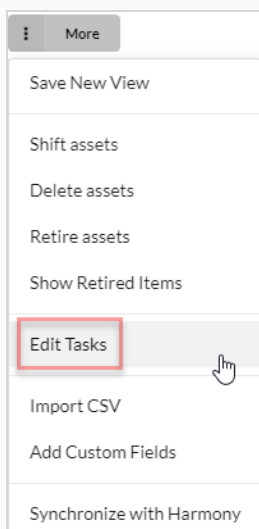 More
Save New View
Shift assets
Delete assets
Retire assets
Show Retired Items
Edit Tasks
Import CSV
Add Custom Fields
Synchronize with Harmony